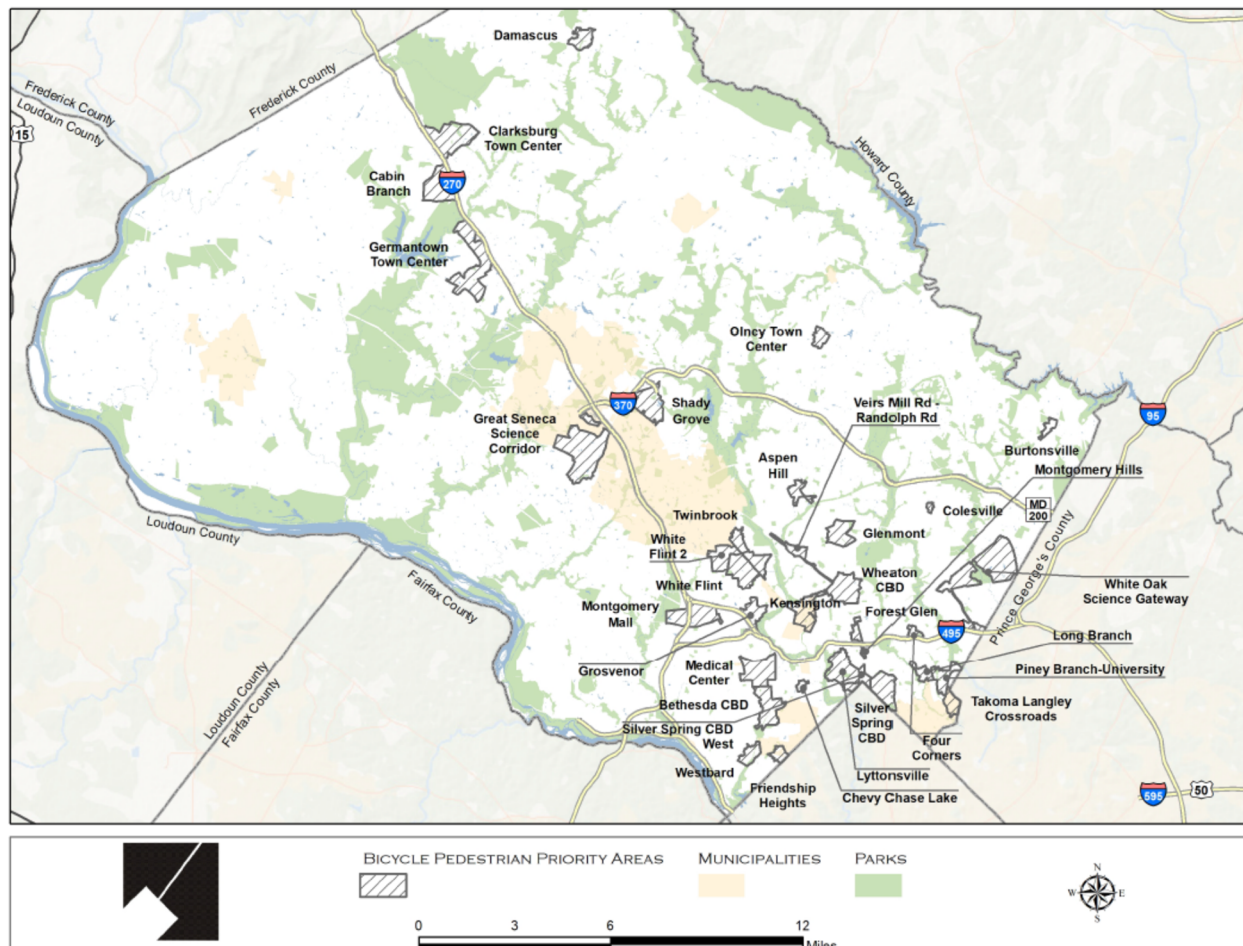 Damascus
Frederick County
Loudoun County
Frederick County
15
Clarksburg
Town Center
Howard County
Cabin
Branch
270
Germantown
Town Center
Olncy Town
Center
370
Shady
Grove
Veirs Mill Rd -
Randolph Rd
95
Great Seneca
Science
Corridor
Burtonsville
Aspen
Hill
Montgomery Hills
Colesville
MD
200
Loudoun County
Twinbrook
Glenmont
White
Flint 2
Wheaton
CBD
White Oak
Science Gateway
White Flint
Fairfax County
Montgomery
Mall
Kensington
Forest Glen
Prince George's County
495
Long Branch
Grosvenor
Medical
Center
Piney Branch-University
Loudoun County
Fairfax County
Bethesda CBD
Takoma Langley
Crossroads
Silver Spring CBD
West
Silver
Spring
CBD
Four
Corners
Westbard
Lyttonsville
Friendship
Heights
Chevy Chase Lake
595
50
BICYCLE PEDESTRIAN PRIORITY AREAS
MUNICIPALITIES
PARKS
N
W E
S
0 3 6 12
Miles